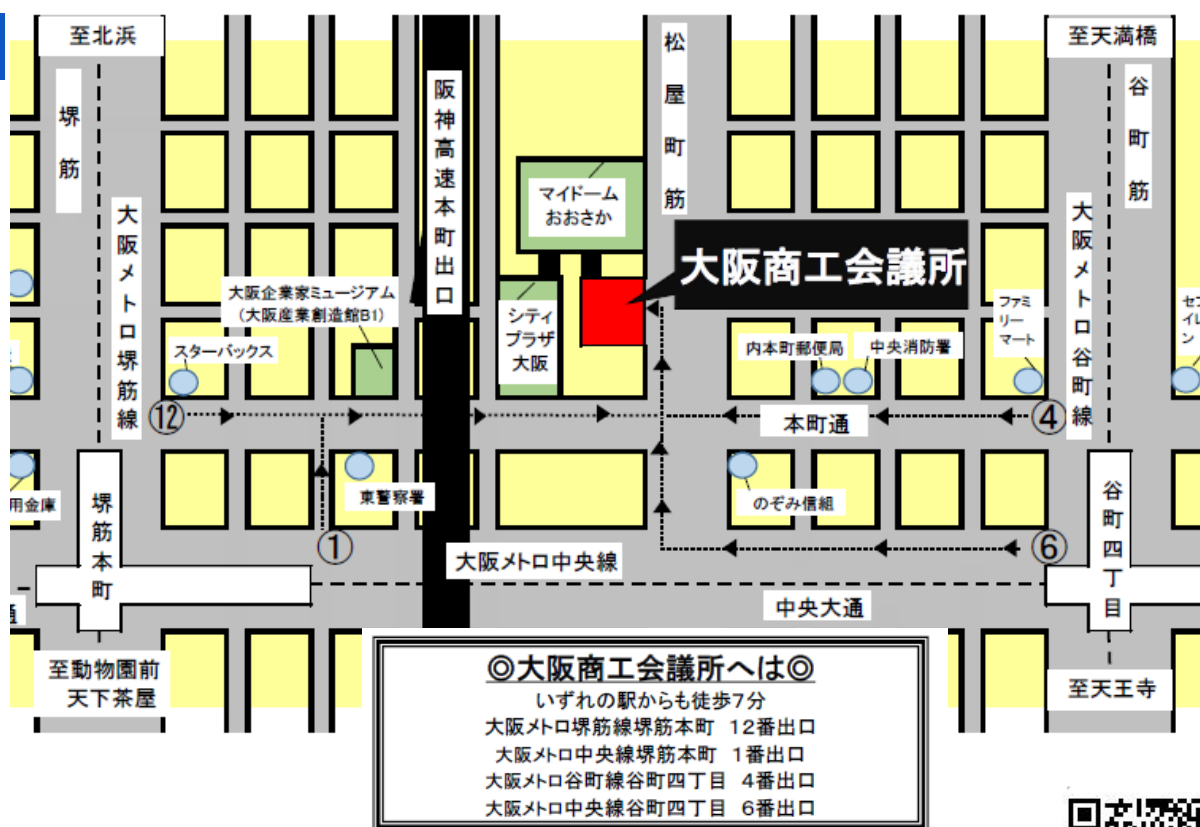 至北浜
至天満橋
堺筋
阪神高速本町出口
松屋町筋
谷町筋
マイドーム
おおさか
大阪メトロ堺筋線
大阪商工会議所
大阪メトロ谷町線
大阪企業家ミュージアム
(大阪産業創造館B1)
シティ
プラザ
大阪
ファミ
リー
マート
セブ
イレ
ン
スターバックス
内本町郵便局
中央消防署
⑫
本町通
④
用金庫
東警察署
のぞみ信組
堺筋本町
谷町四丁目
①
⑥
大阪メトロ中央線
中央大通
通
至動物園前
天下茶屋
至天王寺
◎大阪商工会議所へは◎
いずれの駅からも徒歩7分
大阪メトロ堺筋線堺筋本町 12番出口
大阪メトロ中央線堺筋本町 1番出口
大阪メトロ谷町線谷町四丁目 4番出口
大阪メトロ中央線谷町四丁目 6番出口